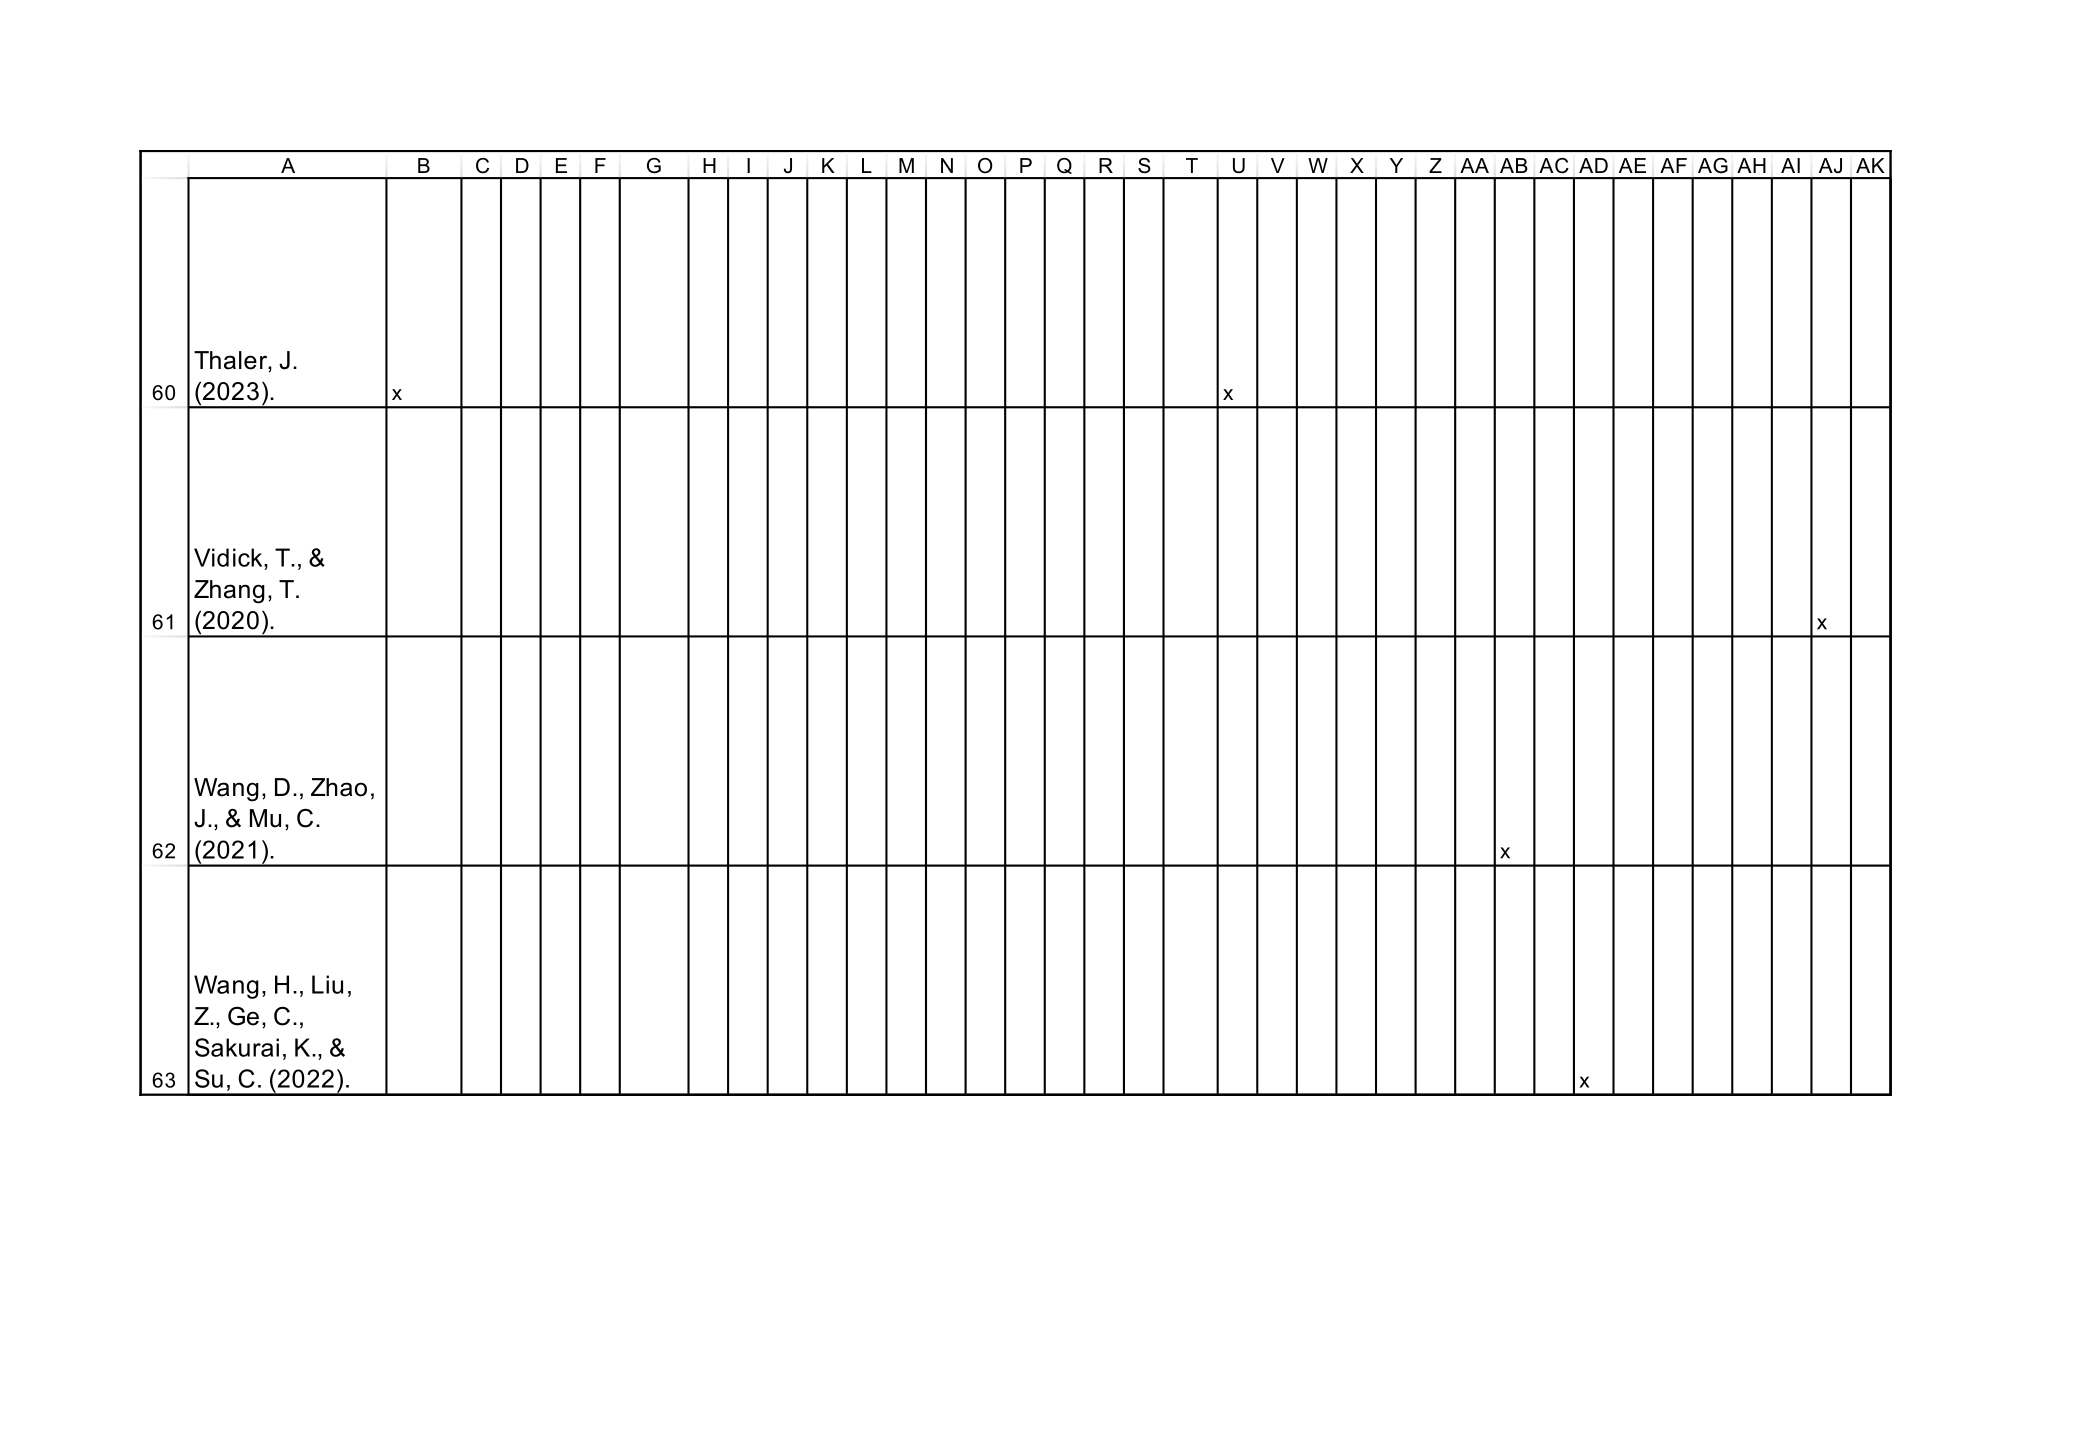 A B C D E F G H I J K L M N O P Q R S T U V W X Y Z AA AB AC AD AE AF AG AH AI AJ AK
Thaler, J.
60 (2023). x x
Vidick, T., &
Zhang, T.
61 (2020). x
Wang, D., Zhao,
J., & Mu, C.
62 (2021). x
Wang, H., Liu,
Z., Ge, C.,
Sakurai, K., &
63 Su, C. (2022). x